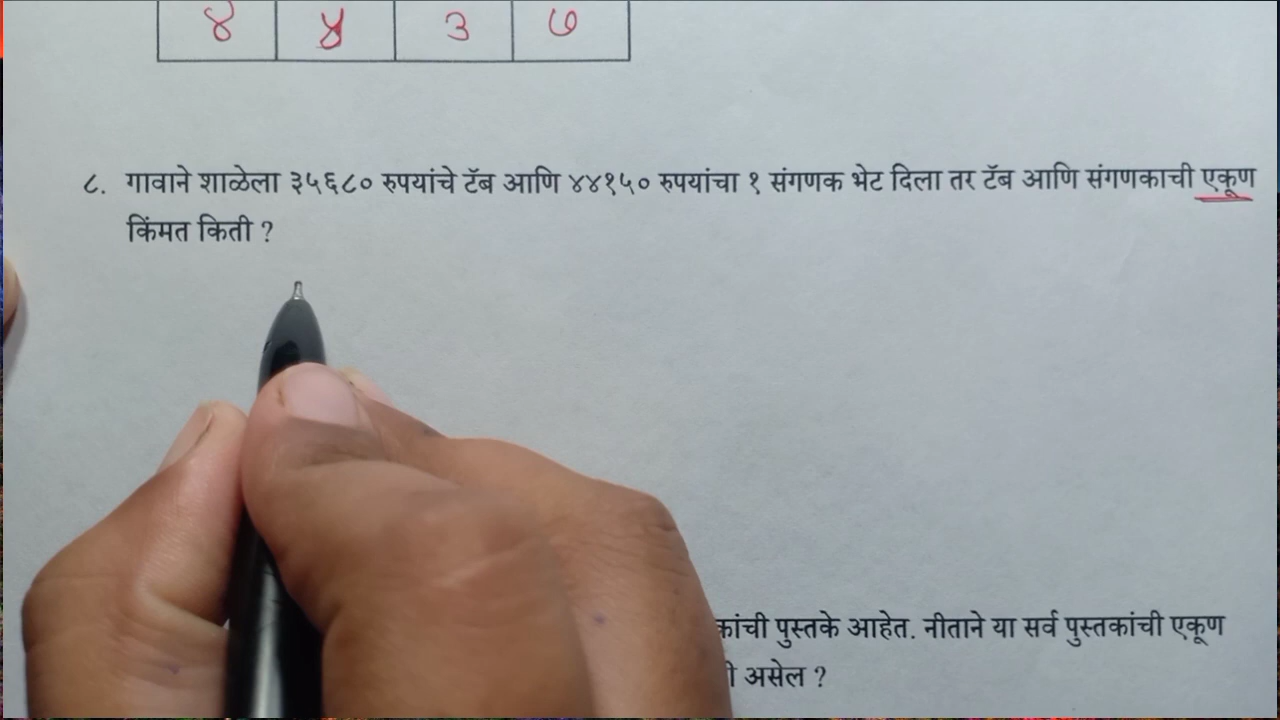 ४ ४ ३ ७
८. गावाने शाळेला ३५६८० रुपयांचे टॅब आणि ४४१५० रुपयांचा १ संगणक भेट दिला तर टॅब आणि संगणकाची एकूण
किंमत किती ?
पुस्तके आहेत. नीताने या सर्व पुस्तकांची एकूण
असेल ?